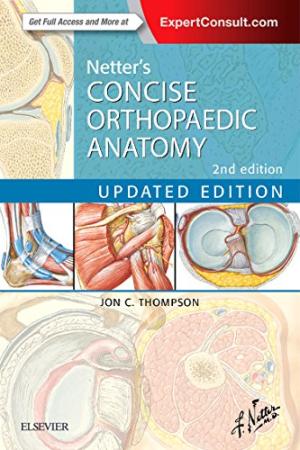 Get Full Access and More at
ExpertConsult.com
Netter's
CONCISE
ORTHOPAEDIC
ANATOMY
2nd edition
UPDATED EDITION
JON C. THOMPSON
ELSEVIER
F. Netter
M.D.